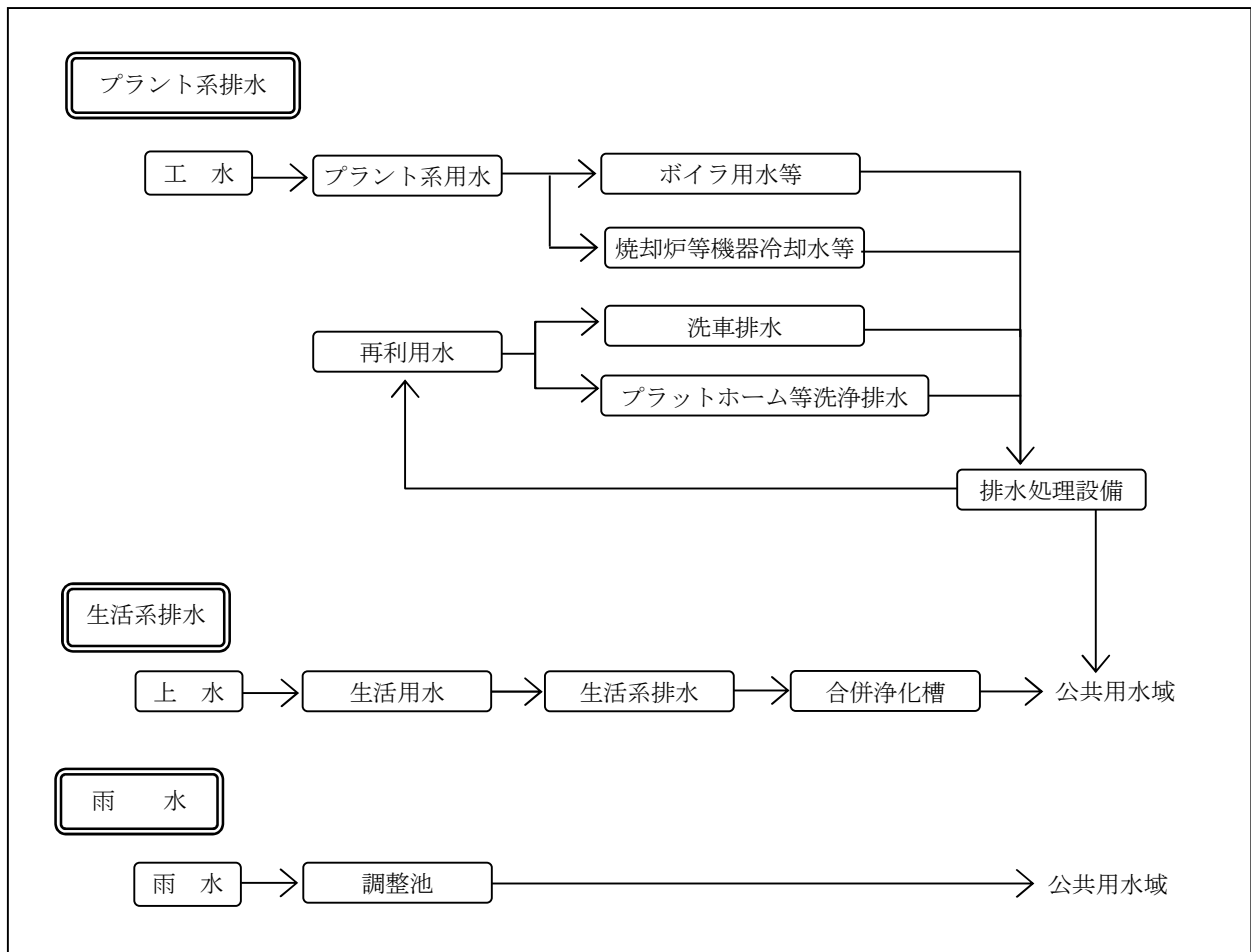 プラント系排水
工　水
プラント系用水
ボイラ用水等
焼却炉等機器冷却水等
再利用水
洗車排水
プラットホーム等洗浄排水
排水処理設備
生活系排水
上　水
生活用水
生活系排水
合併浄化槽
公共用水域
雨　　水
雨　水
調整池
公共用水域